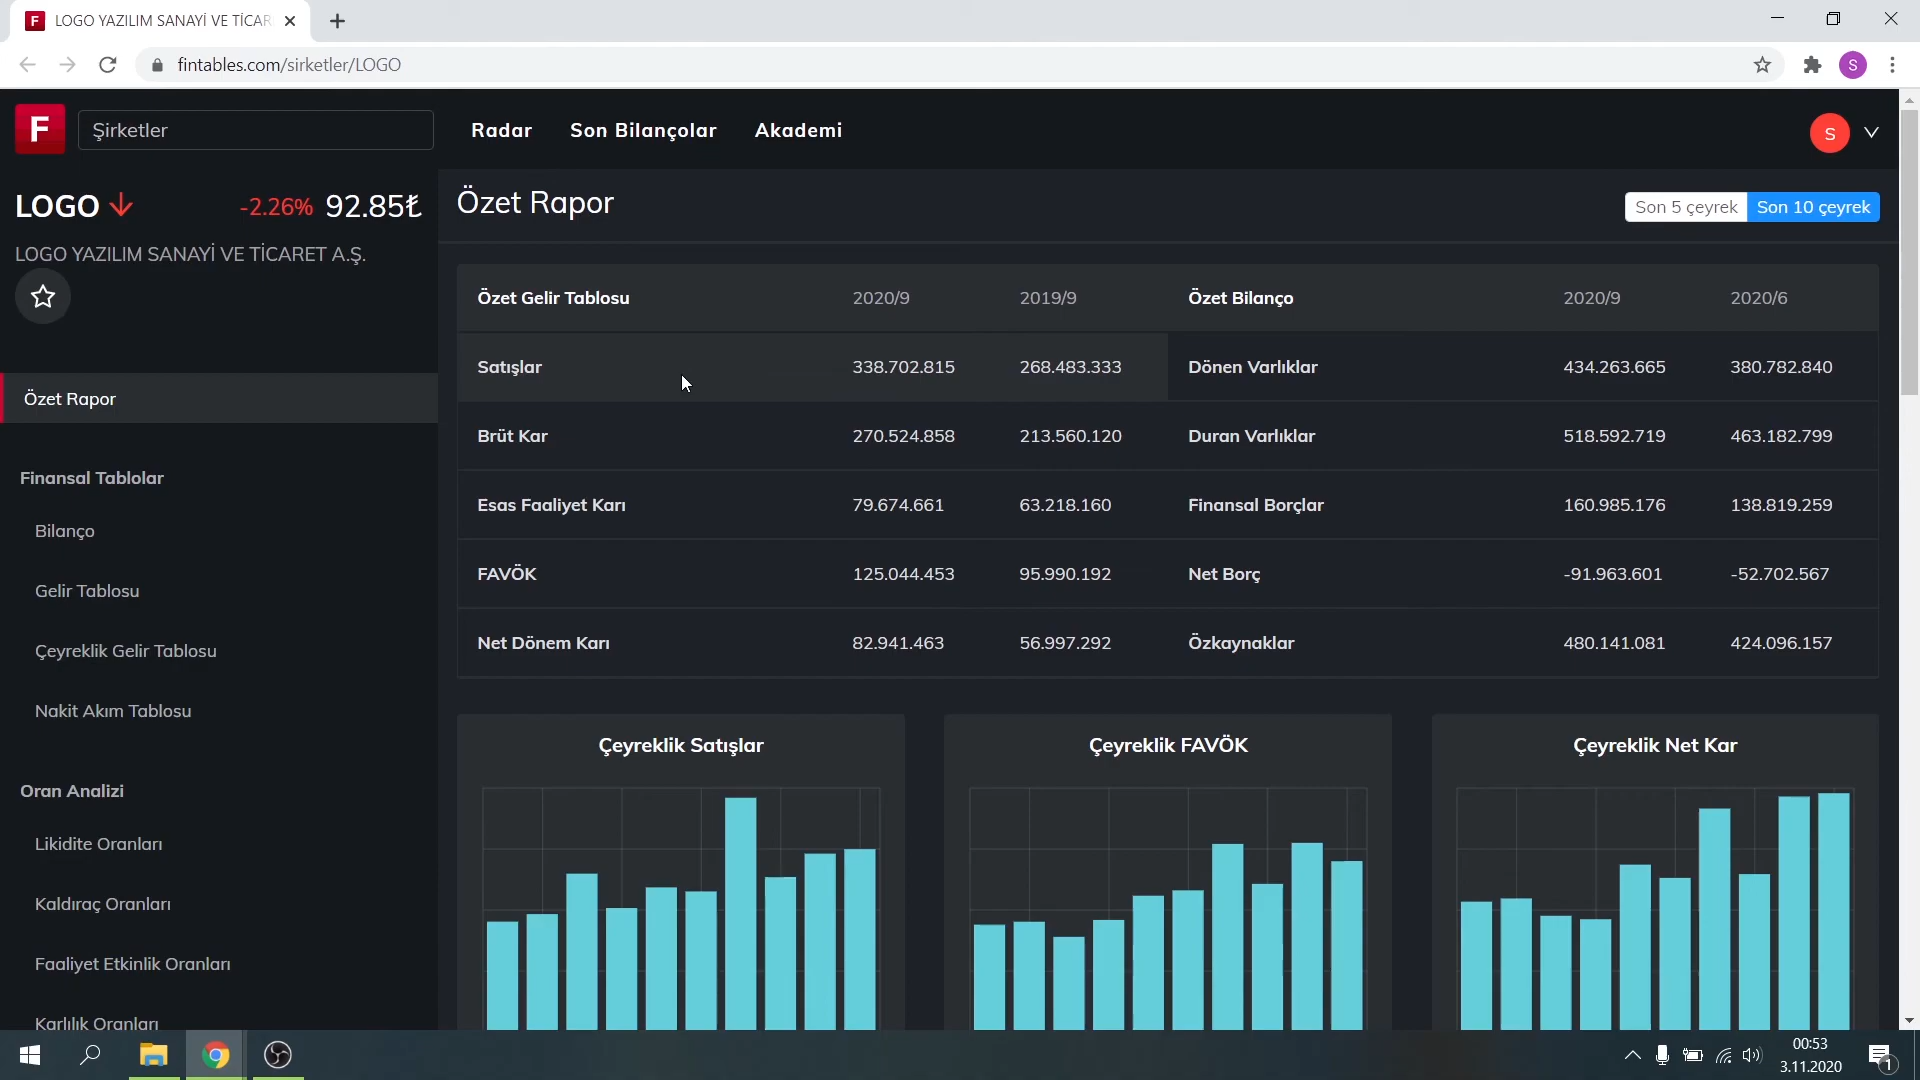 F LOGO YAZILIM SANAYİ VE TİCAR
fintables.com/sirketler/LOGO
S
F
Şirketler
Radar
Son Bilançolar
Akademi
S
LOGO -2.26% 92.85₺
LOGO YAZILIM SANAYİ VE TİCARET A.Ş.
Özet Rapor
Finansal Tablolar
Bilanço
Gelir Tablosu
Çeyreklik Gelir Tablosu
Nakit Akım Tablosu
Oran Analizi
Likidite Oranları
Kaldıraç Oranları
Faaliyet Etkinlik Oranları
Karlılık Oranları
Özet Rapor
Son 5 çeyrek Son 10 çeyrek
Özet Gelir Tablosu 2020/9 2019/9 Özet Bilanço 2020/9 2020/6
Satışlar 338.702.815 268.483.333 Dönen Varlıklar 434.263.665 380.782.840
Brüt Kar 270.524.858 213.560.120 Duran Varlıklar 518.592.719 463.182.799
Esas Faaliyet Karı 79.674.661 63.218.160 Finansal Borçlar 160.985.176 138.819.259
FAVÖK 125.044.453 95.990.192 Net Borç -91.963.601 -52.702.567
Net Dönem Karı 82.941.463 56.997.292 Özkaynaklar 480.141.081 424.096.157
Çeyreklik Satışlar
Çeyreklik FAVÖK
Çeyreklik Net Kar
00:53
3.11.2020
1